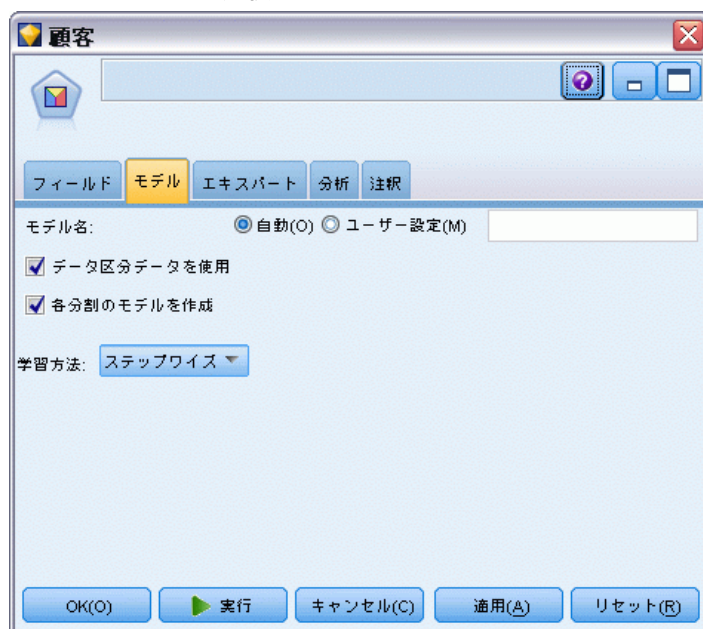 顧客
フィールド モデル エキスパート 分析 注釈
モデル名: 自動(O) ユーザー設定(M)
データ区分データを使用
各分割のモデルを作成
学習方法: ステップワイズ
OK(O) 実行 キャンセル(C) 適用(A) リセット(R)